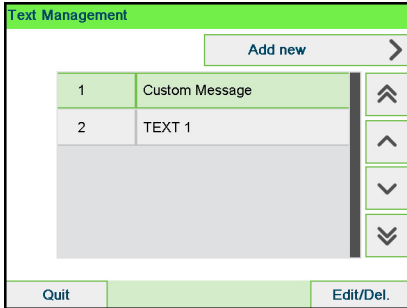 Text Management
Add new
1 Custom Message
2 TEXT 1
Quit Edit/Del.